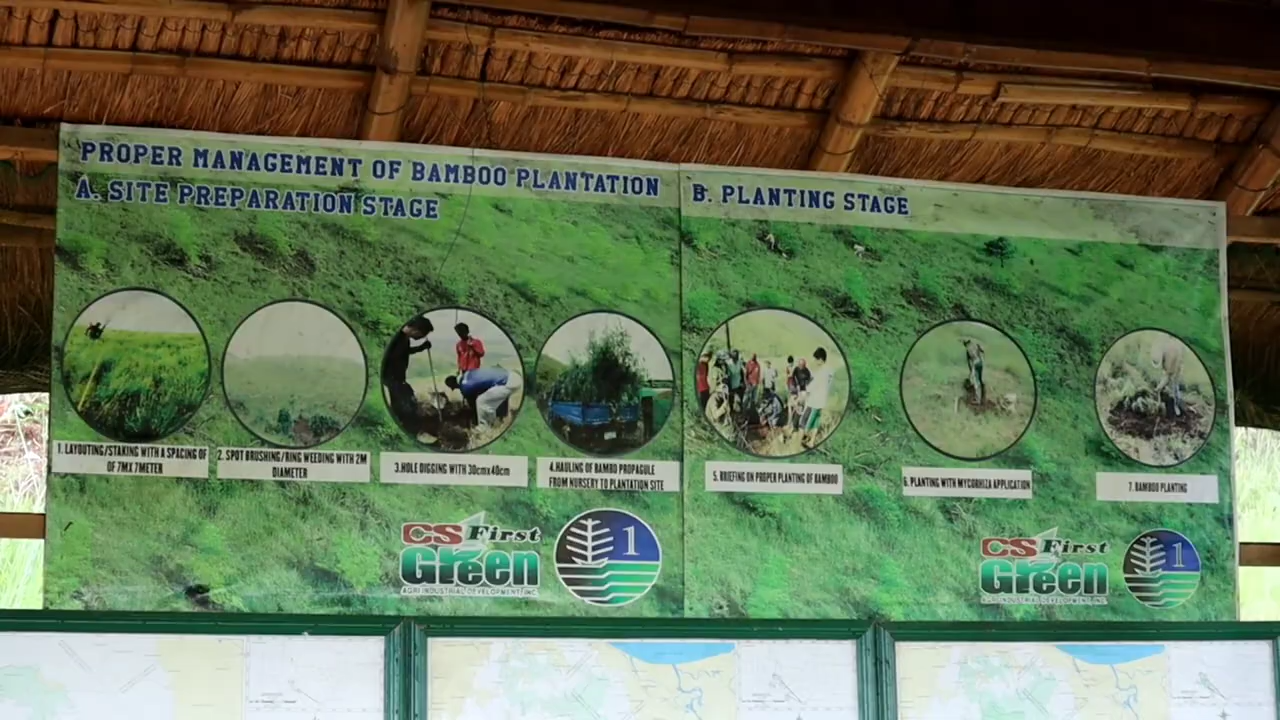 PROPER MANAGEMENT OF BAMBOO PLANTATION
A. SITE PREPARATION STAGE
B. PLANTING STAGE
1. LAYOUTING/STAKING WITH A SPACING OF
OF 7MX 7METER
2. SPOT BRUSHING/RING WEEDING WITH 2M
DIAMETER
3.HOLE DIGGING WITH 30cmx40cm
4.HAULING OF BAMBO PROPAGULE
FROM NURSERY TO PLANTATION SITE
5. BRIEFING ON PROPER PLANTING OF BAMBOO
6. PLANTING WITH MYCORHIZA APPLICATION
7. BAMBOO PLANTING
CS First
Green
AGRI INDUSTRIAL DEVELOPMENT, INC.
1
CS First
Green
AGRI INDUSTRIAL DEVELOPMENT, INC.
1